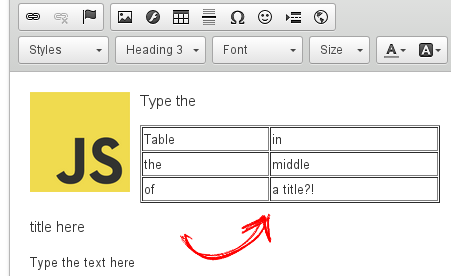 Styles Heading 3 Font Size A A
JS
Type the
Table in
the middle
of a title?!
title here
Type the text here